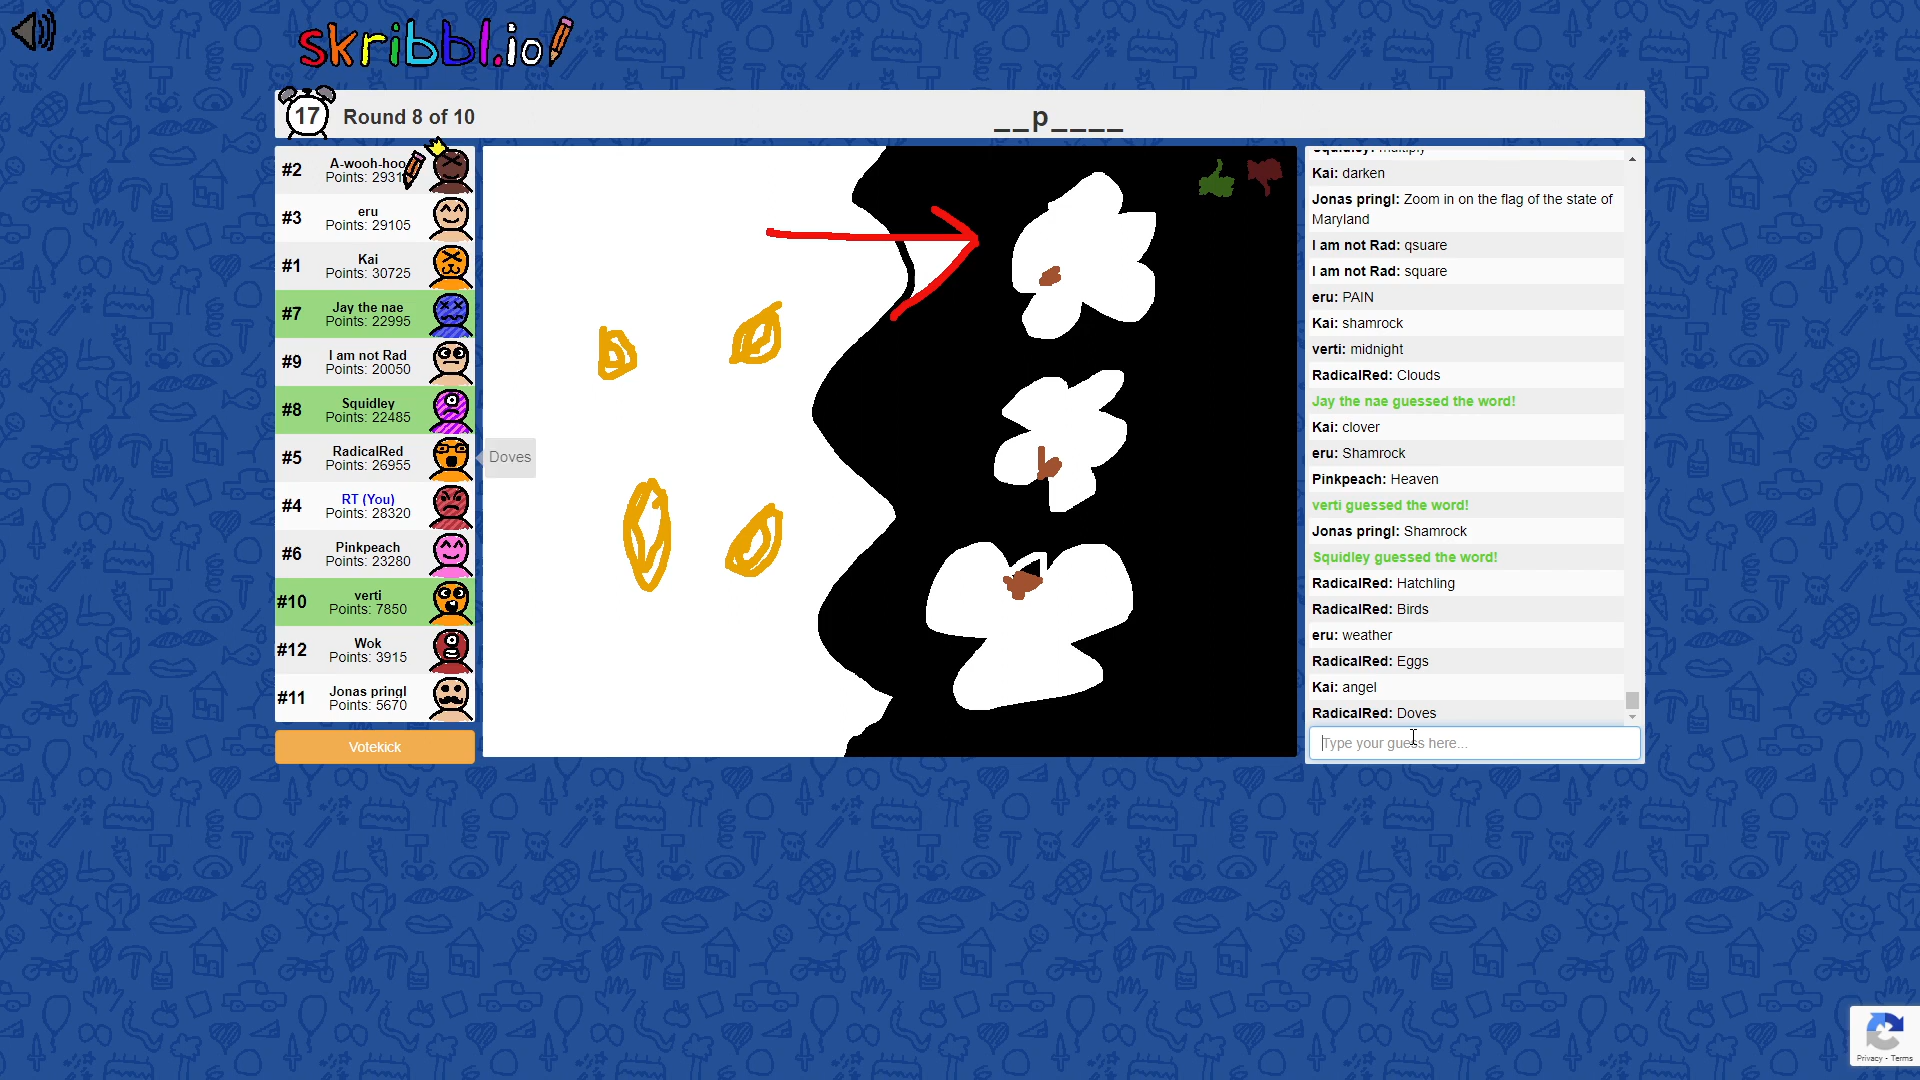 skribbl.io
17
Round 8 of 10
__p____
#2
A-wooh-hoo
Points: 2931
#3
eru
Points: 29105
#1
Kai
Points: 30725
#7
Jay the nae
Points: 22995
#9
I am not Rad
Points: 20050
#8
Squidley
Points: 22485
#5
RadicalRed
Points: 26955
#4
RT (You)
Points: 28320
#6
Pinkpeach
Points: 23280
#10
verti
Points: 7850
#12
Wok
Points: 3915
#11
Jonas pringl
Points: 5670
Votekick
Doves
Squidley: multiply
Kai: darken
Jonas pringl: Zoom in on the flag of the state of
Maryland
I am not Rad: qsuare
I am not Rad: square
eru: PAIN
Kai: shamrock
verti: midnight
RadicalRed: Clouds
Jay the nae guessed the word!
Kai: clover
eru: Shamrock
Pinkpeach: Heaven
verti guessed the word!
Jonas pringl: Shamrock
Squidley guessed the word!
RadicalRed: Hatchling
RadicalRed: Birds
eru: weather
RadicalRed: Eggs
Kai: angel
RadicalRed: Doves
Type your guess here...
Privacy - Terms